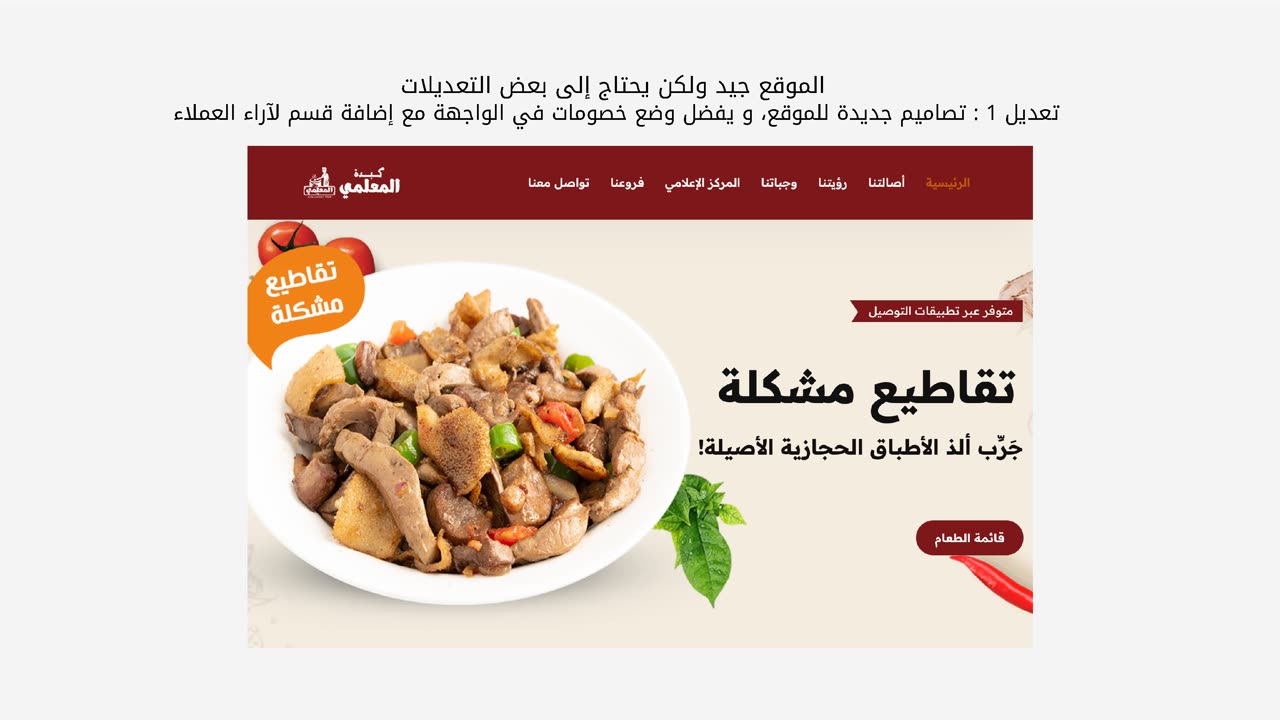 الموقع جيد ولكن يحتاج إلى بعض التعديلات
تعديل 1 : تصاميم جديدة للموقع، و يفضل وضع خصومات في الواجهة مع إضافة قسم لآراء العملاء
الرئيسية أصالتنا رؤيتنا وجباتنا المركز الإعلامي فروعنا تواصل معنا
كبدة
المعلمي
المعلمي
تقاطيع
مشكلة
متوفر عبر تطبيقات التوصيل
تقاطيع مشكلة
جَرِّب ألذ الأطباق الحجازية الأصيلة!
قائمة الطعام